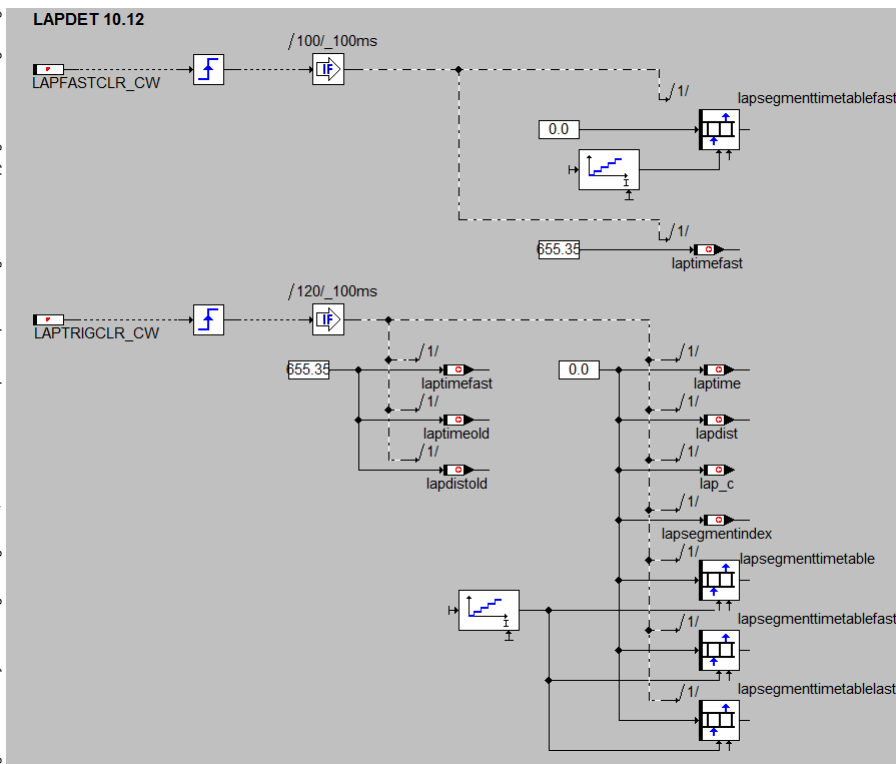 LAPDET 10.12
/100/_100ms
LAPFASTCLR_CW
/1/
lapsegmenttimetablefast
0.0
/1/
655.35
laptimefast
/120/_100ms
LAPTRIGCLR_CW
/1/
/1/
655.35
0.0
laptimefast
laptime
/1/
/1/
laptimeold
lapdist
/1/
/1/
lapdistold
lap_c
/1/
lapsegmentindex
/1/
lapsegmenttimetable
/1/
lapsegmenttimetablefast
/1/
lapsegmenttimetablelast